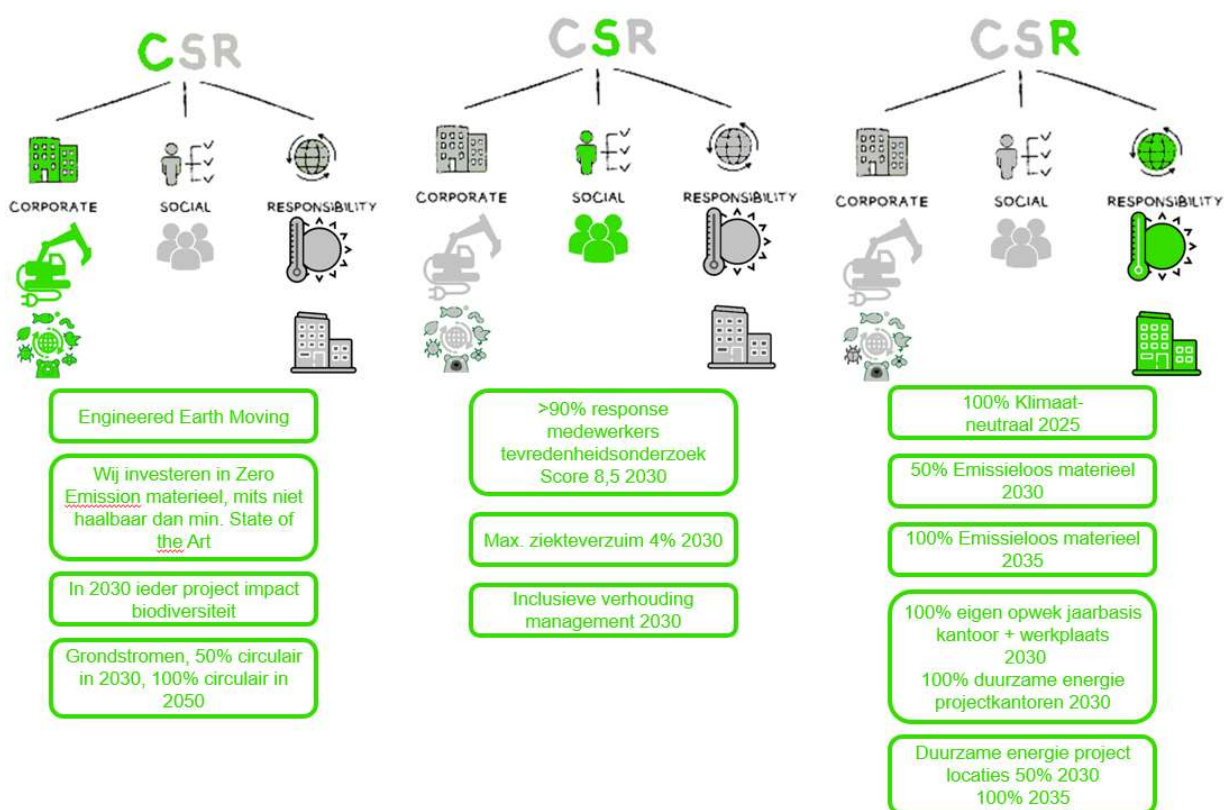 CSR
CORPORATE
SOCIAL
RESPONSIBILITY
Engineered Earth Moving
Wij investeren in Zero
Emission materieel, mits niet
haalbaar dan min. State of
the Art
In 2030 ieder project impact
biodiversiteit
Grondstromen, 50% circulair
in 2030, 100% circulair in
2050
CSR
CORPORATE
SOCIAL
RESPONSIBILITY
>90% response
medewerkers
tevredenheidsonderzoek
Score 8,5 2030
Max. ziekteverzuim 4% 2030
Inclusieve verhouding
management 2030
CSR
CORPORATE
SOCIAL
RESPONSIBILITY
100% Klimaat-
neutraal 2025
50% Emissieloos materieel
2030
100% Emissieloos materieel
2035
100% eigen opwek jaarbasis
kantoor + werkplaats
2030
100% duurzame energie
projectkantoren 2030
Duurzame energie project
locaties 50% 2030
100% 2035